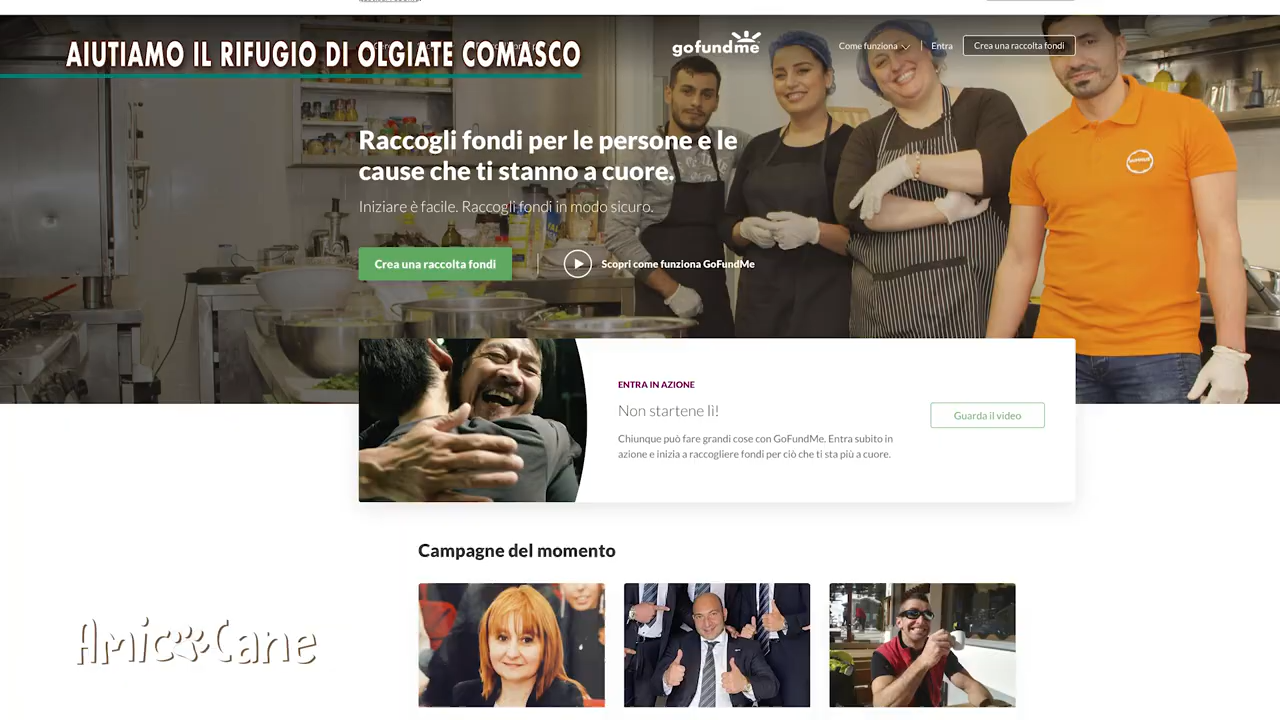 AIUTIAMO IL RIFUGIO DI OLGIATE COMASCO
gofundme
Come funziona
Entra
Crea una raccolta fondi
Raccogli fondi per le persone e le
cause che ti stanno a cuore.
Iniziare è facile. Raccogli fondi in modo sicuro.
Crea una raccolta fondi
Scopri come funziona GoFundMe
ENTRA IN AZIONE
Non startene lì!
Chiunque può fare grandi cose con GoFundMe. Entra subito in
azione e inizia a raccogliere fondi per ciò che ti sta più a cuore.
Guarda il video
Campagne del momento
Amico Cane